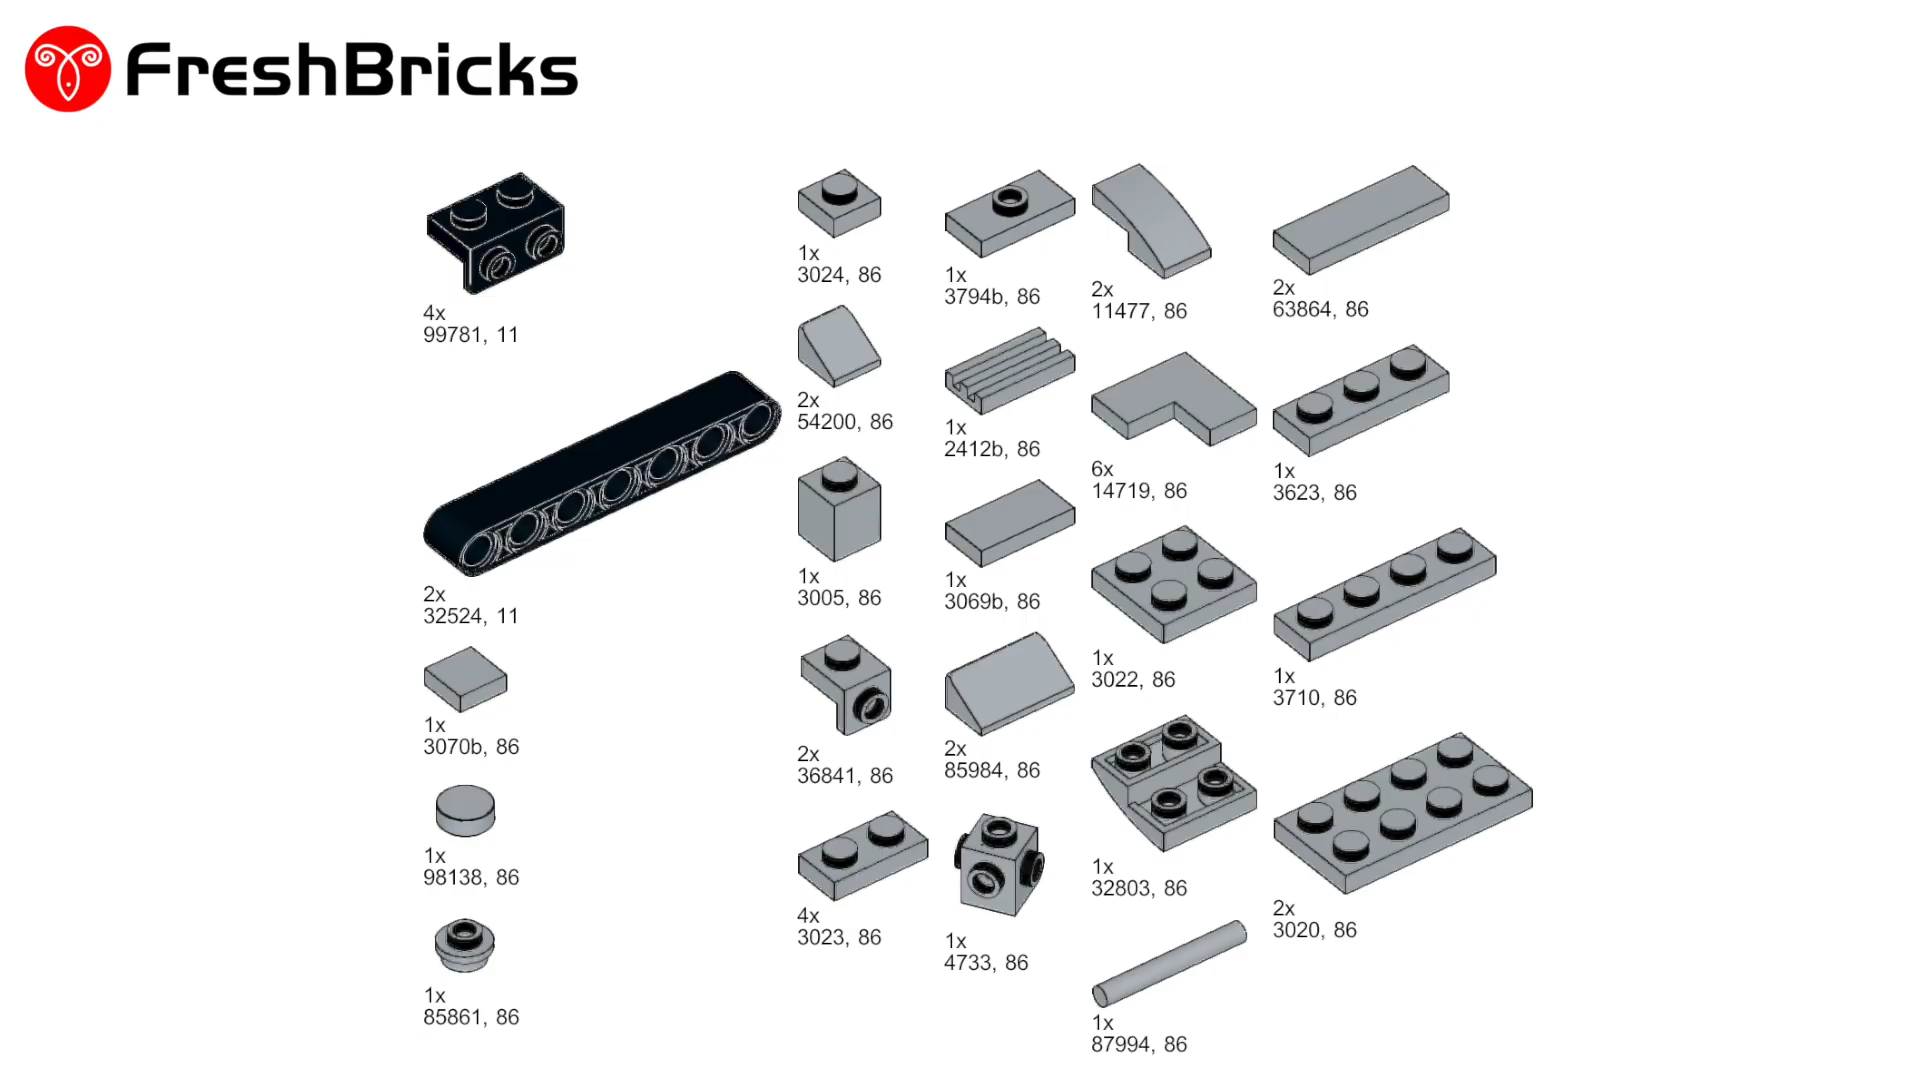 FreshBricks
4x
99781, 11
2x
32524, 11
1x
3070b, 86
1x
98138, 86
1x
85861, 86
1x
3024, 86
2x
54200, 86
1x
3005, 86
2x
36841, 86
4x
3023, 86
1x
3794b, 86
1x
2412b, 86
1x
3069b, 86
2x
85984, 86
1x
4733, 86
2x
11477, 86
6x
14719, 86
1x
3022, 86
1x
32803, 86
1x
87994, 86
2x
63864, 86
1x
3623, 86
1x
3710, 86
2x
3020, 86